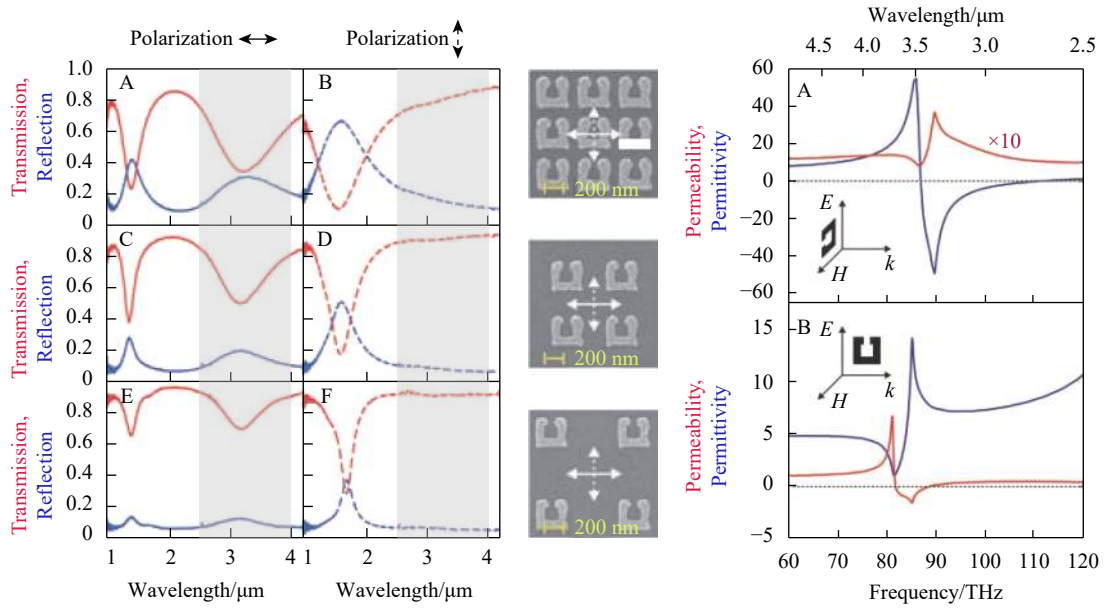 Polarization
Polarization
Transmission,
Reflection
1.0
0.8
0.6
0.4
0.2
0
A
B
Transmission,
Reflection
0.8
0.6
0.4
0.2
0
C
D
Transmission,
Reflection
0.8
0.6
0.4
0.2
0
E
F
1
2
3
4
1
2
3
4
Wavelength/μm
Wavelength/μm
200 nm
200 nm
200 nm
Wavelength/μm
4.5
4.0
3.5
3.0
2.5
Permeability,
Permittivity
60
40
20
0
−20
−40
−60
A
×10
E
H
k
Permeability,
Permittivity
15
10
5
0
−5
B
E
H
k
60
70
80
90
100
110
120
Frequency/THz